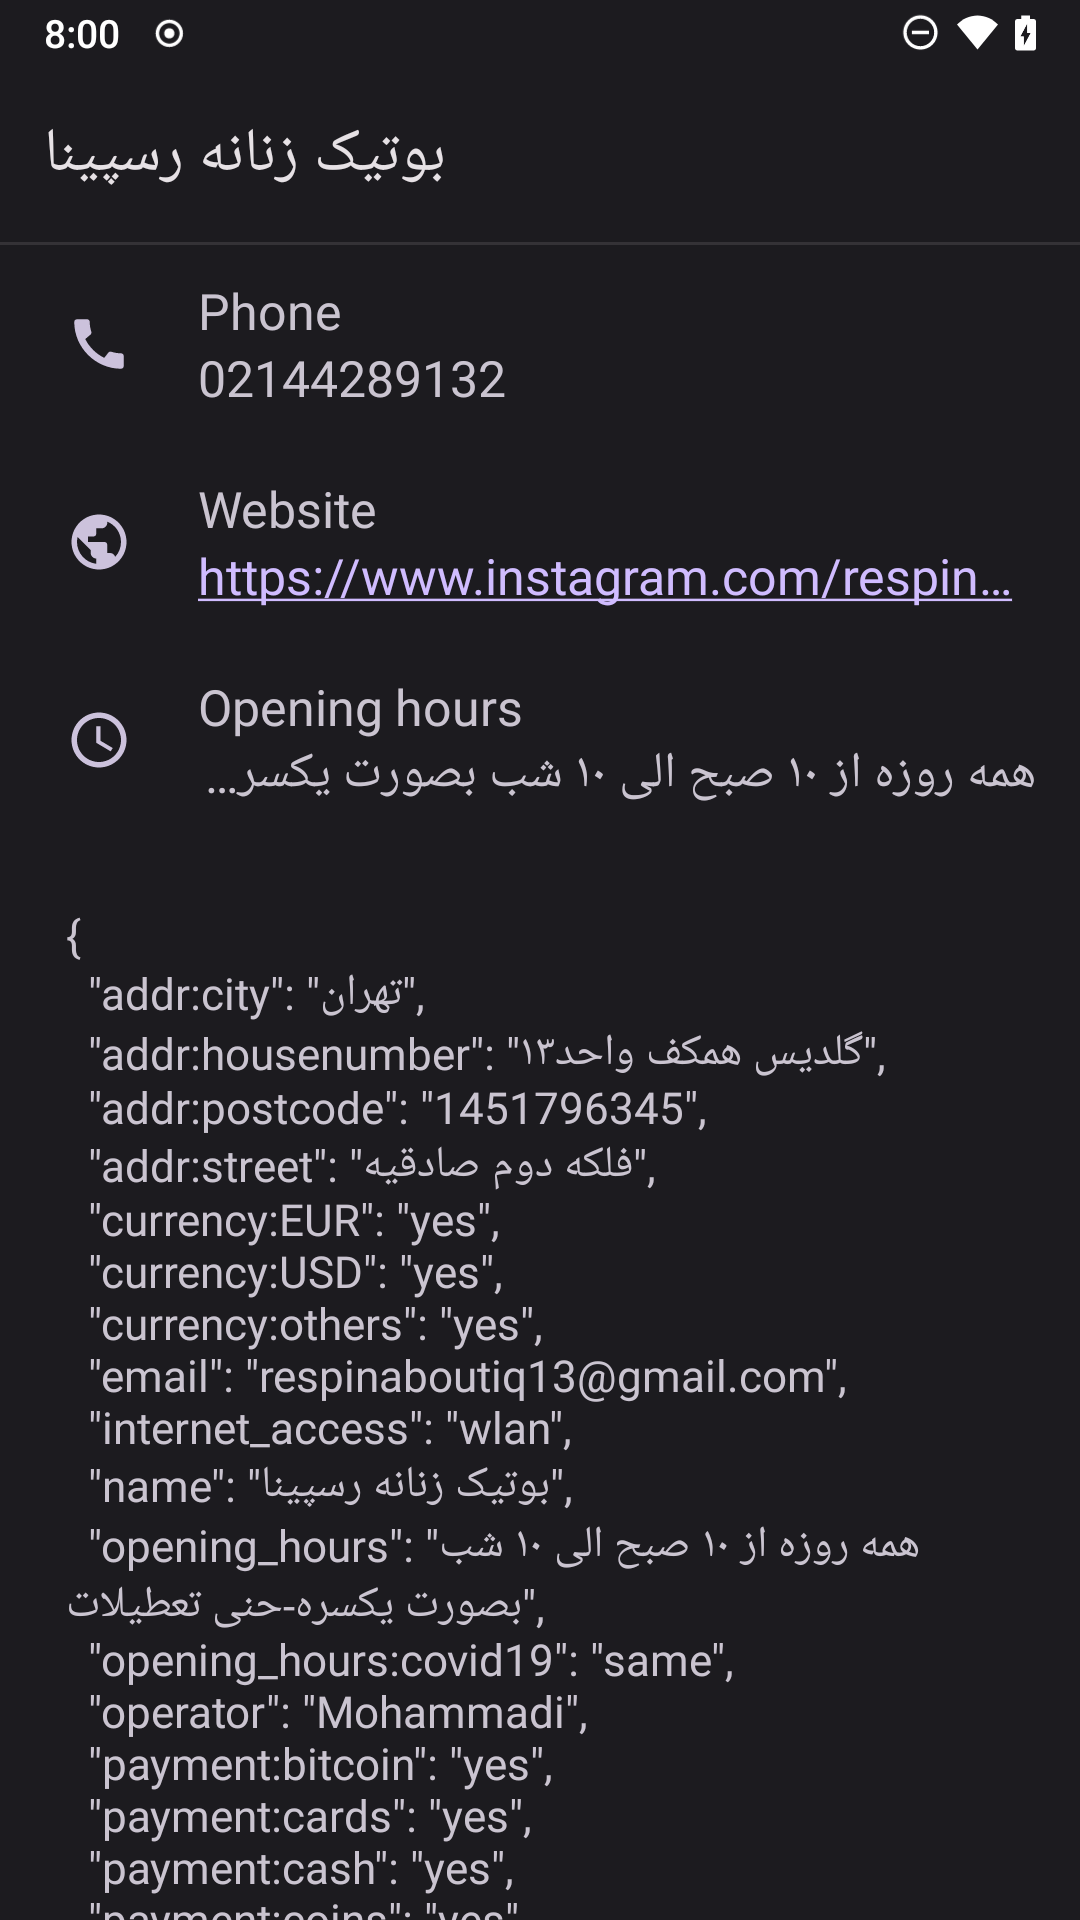 8:00
بوتیک زنانه رسپینا
Phone
02144289132
Website
https://www.instagram.com/respin...
Opening hours
همه روزه از ۱۰ صبح الی ۱۰ شب بصورت یکسر...
{
"addr:city": "تهران",
"addr:housenumber": "گلدیس همکف واحد۱۳",
"addr:postcode": "1451796345",
"addr:street": "فلکه دوم صادقیه",
"currency:EUR": "yes",
"currency:USD": "yes",
"currency:others": "yes",
"email": "respinaboutiq13@gmail.com",
"internet_access": "wlan",
"name": "بوتیک زنانه رسپینا",
"opening_hours": "همه روزه از ۱۰ صبح الی ۱۰ شب
بصورت یکسره-حنی تعطیلات",
"opening_hours:covid19": "same",
"operator": "Mohammadi",
"payment:bitcoin": "yes",
"payment:cards": "yes",
"payment:cash": "yes",
"payment:coins": "yes"